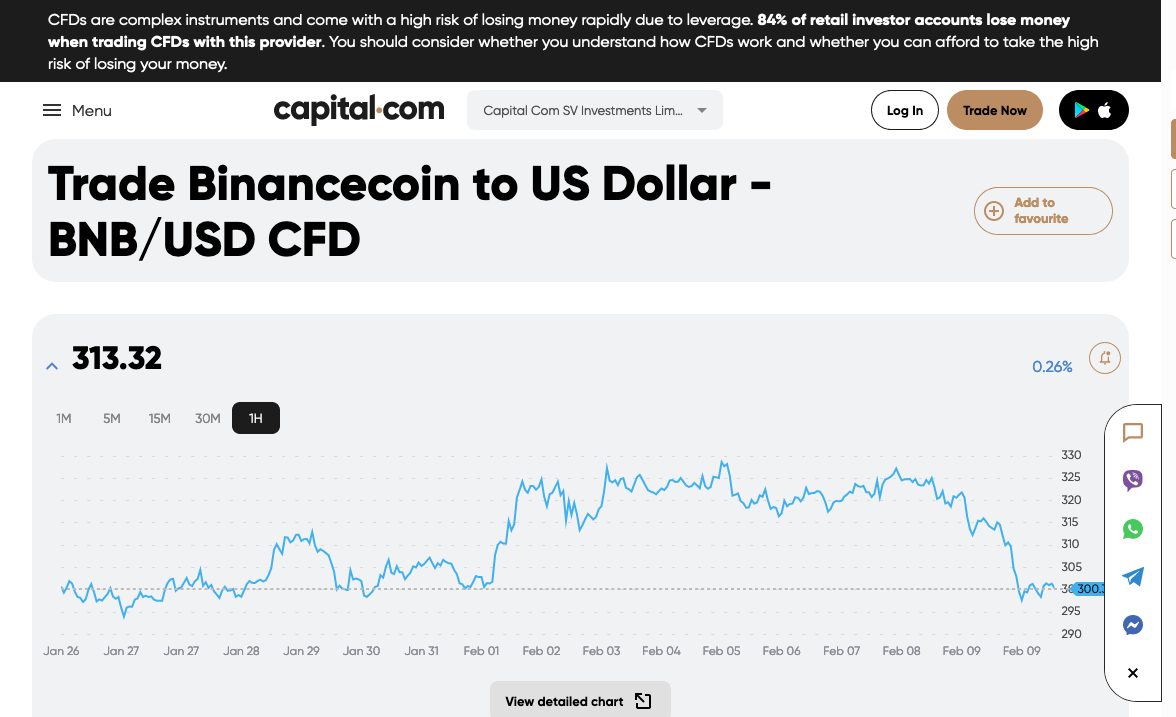 CFDs are complex instruments and come with a high risk of losing money rapidly due to leverage. 84% of retail investor accounts lose money
when trading CFDs with this provider. You should consider whether you understand how CFDs work and whether you can afford to take the high
risk of losing your money.
Menu
capital.com
Capital Com SV Investments Lim...
Log In
Trade Now
Trade Binancecoin to US Dollar -
BNB/USD CFD
Add to
favourite
313.32
0.26%
1M 5M 15M 30M 1H
330
325
320
315
310
305
300.
295
290
Jan 26 Jan 27 Jan 27 Jan 28 Jan 29 Jan 30 Jan 31 Feb 01 Feb 02 Feb 03 Feb 04 Feb 05 Feb 06 Feb 07 Feb 08 Feb 09 Feb 09
View detailed chart